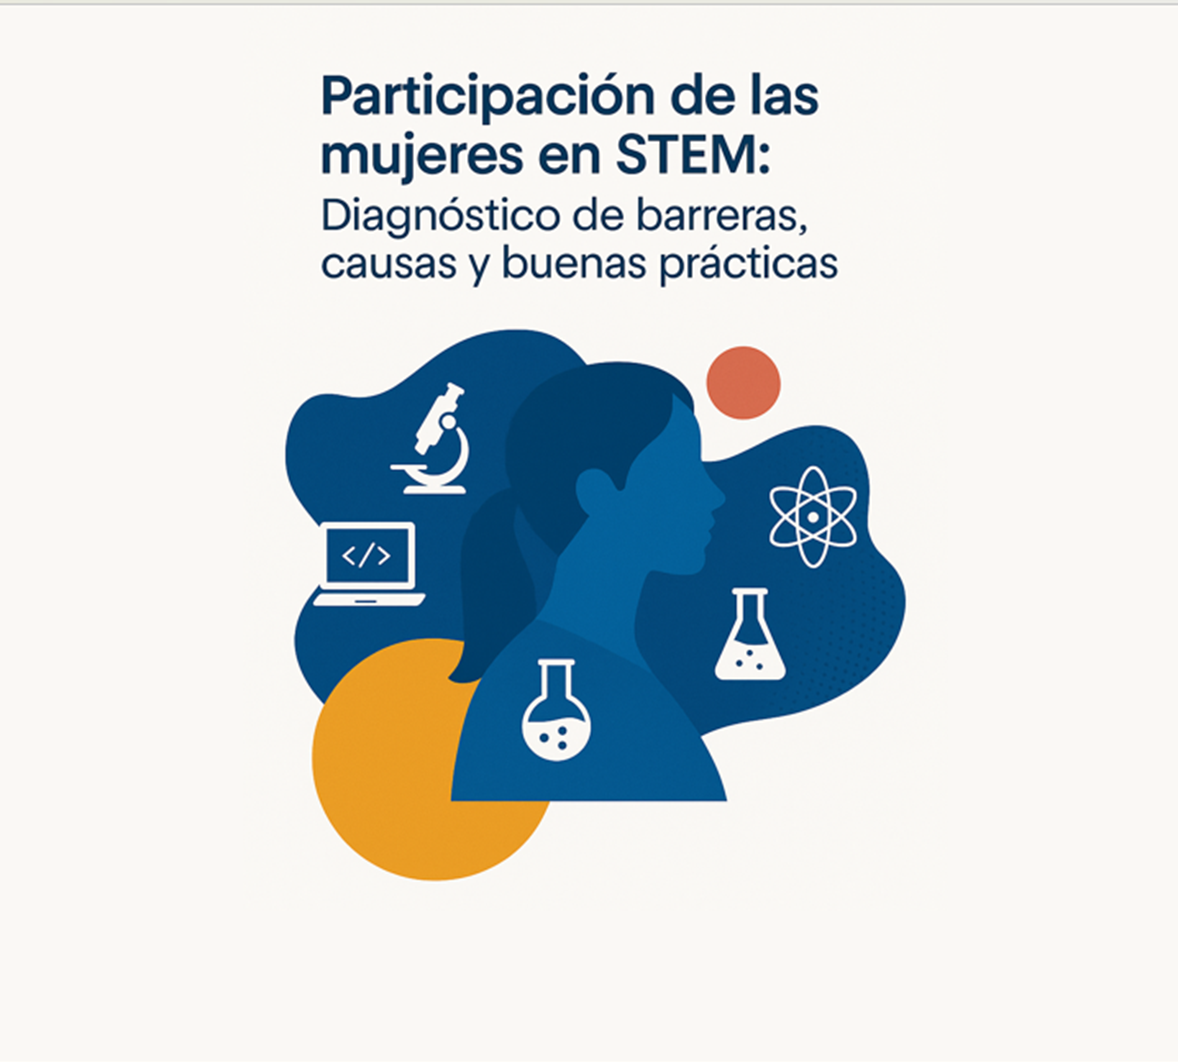 Participación de las
mujeres en STEM:
Diagnóstico de barreras,
causas y buenas prácticas
</>